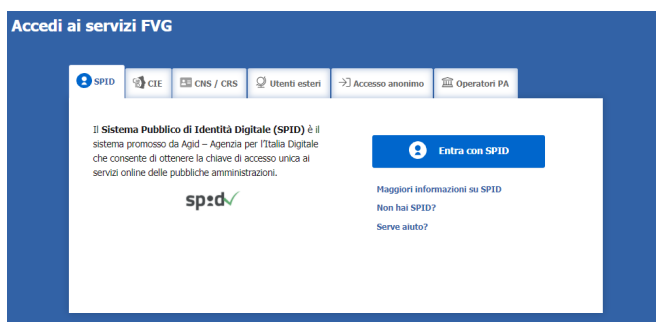 Accedi ai servizi FVG
SPID
CIE
CNS / CRS
Utenti esteri
Accesso anonimo
Operatori PA
Il Sistema Pubblico di Identità Digitale (SPID) è il
sistema promosso da Agid – Agenzia per l'Italia Digitale
che consente di ottenere la chiave di accesso unica ai
servizi online delle pubbliche amministrazioni.
spid
Entra con SPID
Maggiori informazioni su SPID
Non hai SPID?
Serve aiuto?